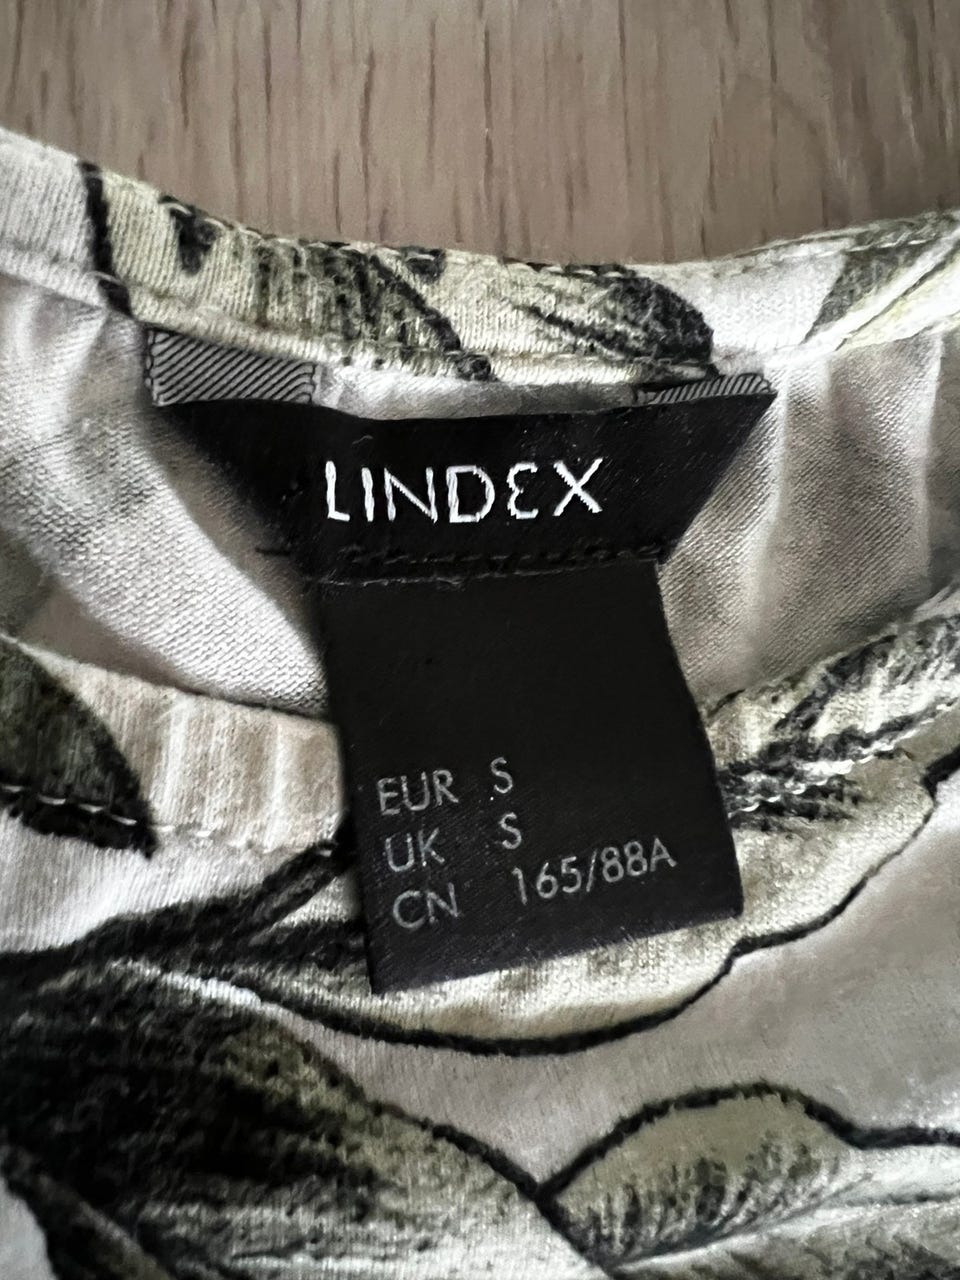 LINDEX
EUR S
UK S
CN 165/88A